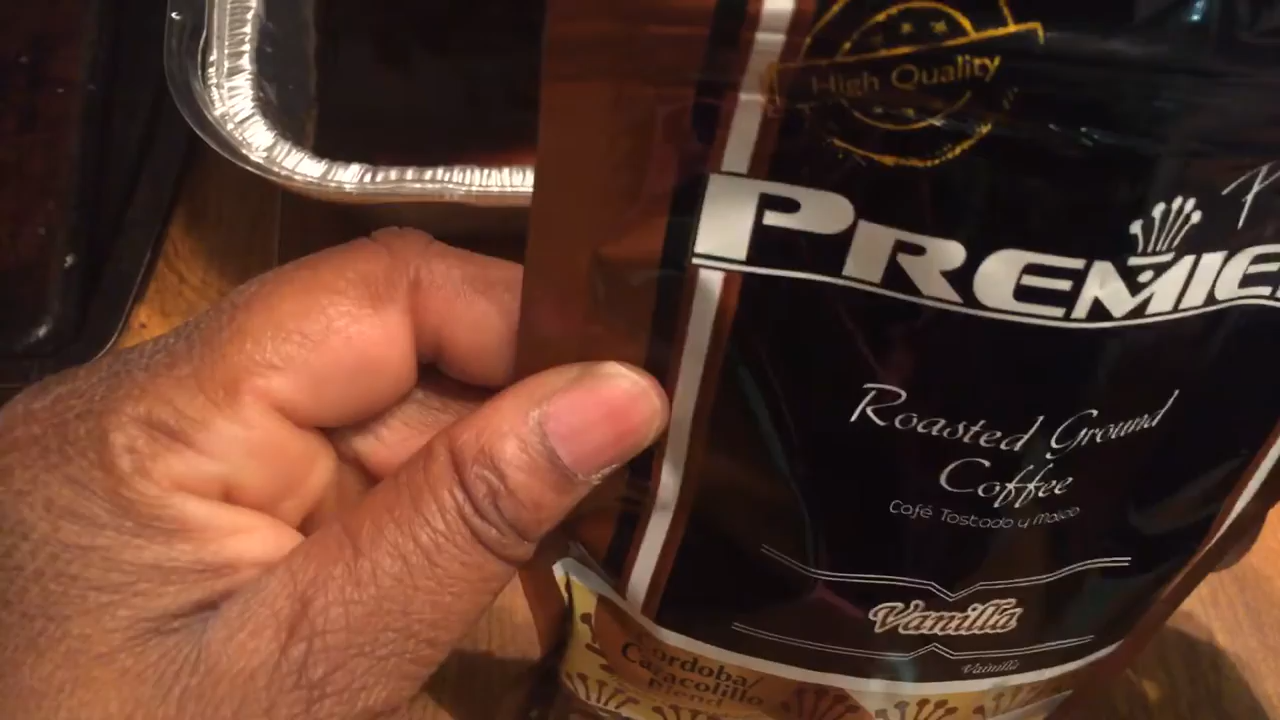 High Quality
PREMIE
Roasted Ground
Coffee
Café Tostado y Molido
Vanilla
Vainilla
Cordoba/
Caracolillo
Blend